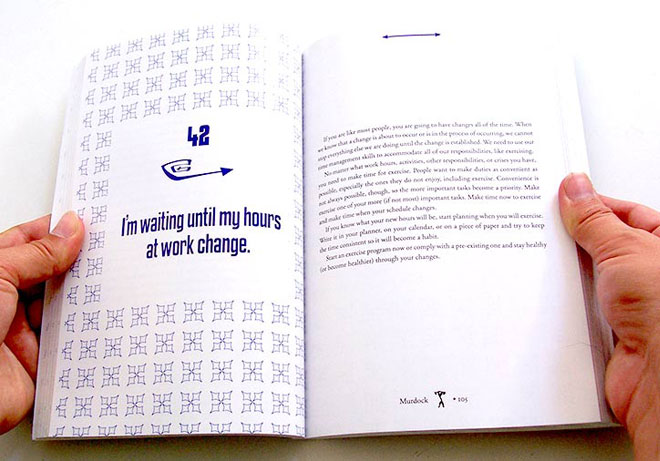 42
I'm waiting until my hours
at work change.
If you are like most people, you are going to have changes all of the time. When
we know that a change is about to occur or is in the process of occurring, we cannot
stop everything else we are doing until the change is established. We need to use our
time management skills to accommodate all of our responsibilities, like exercising.
No matter what work hours, activities, other responsibilities, or crises you have,
you need to make time for exercise. People want to make duties as convenient as
possible, especially the ones they do not enjoy, including exercise. Convenience is
not always possible, though, so the more important tasks become a priority. Make
exercise one of your more (if not most) important tasks. Make time now to exercise
and make time when your schedule changes.
If you know what your new hours will be, start planning when you will exercise.
Write it in your planner, on your calendar, or on a piece of paper and try to keep
the time consistent so it will become a habit.
Start an exercise program now or comply with a pre-existing one and stay healthy
(or become healthier) through your changes.
Murdock • 105